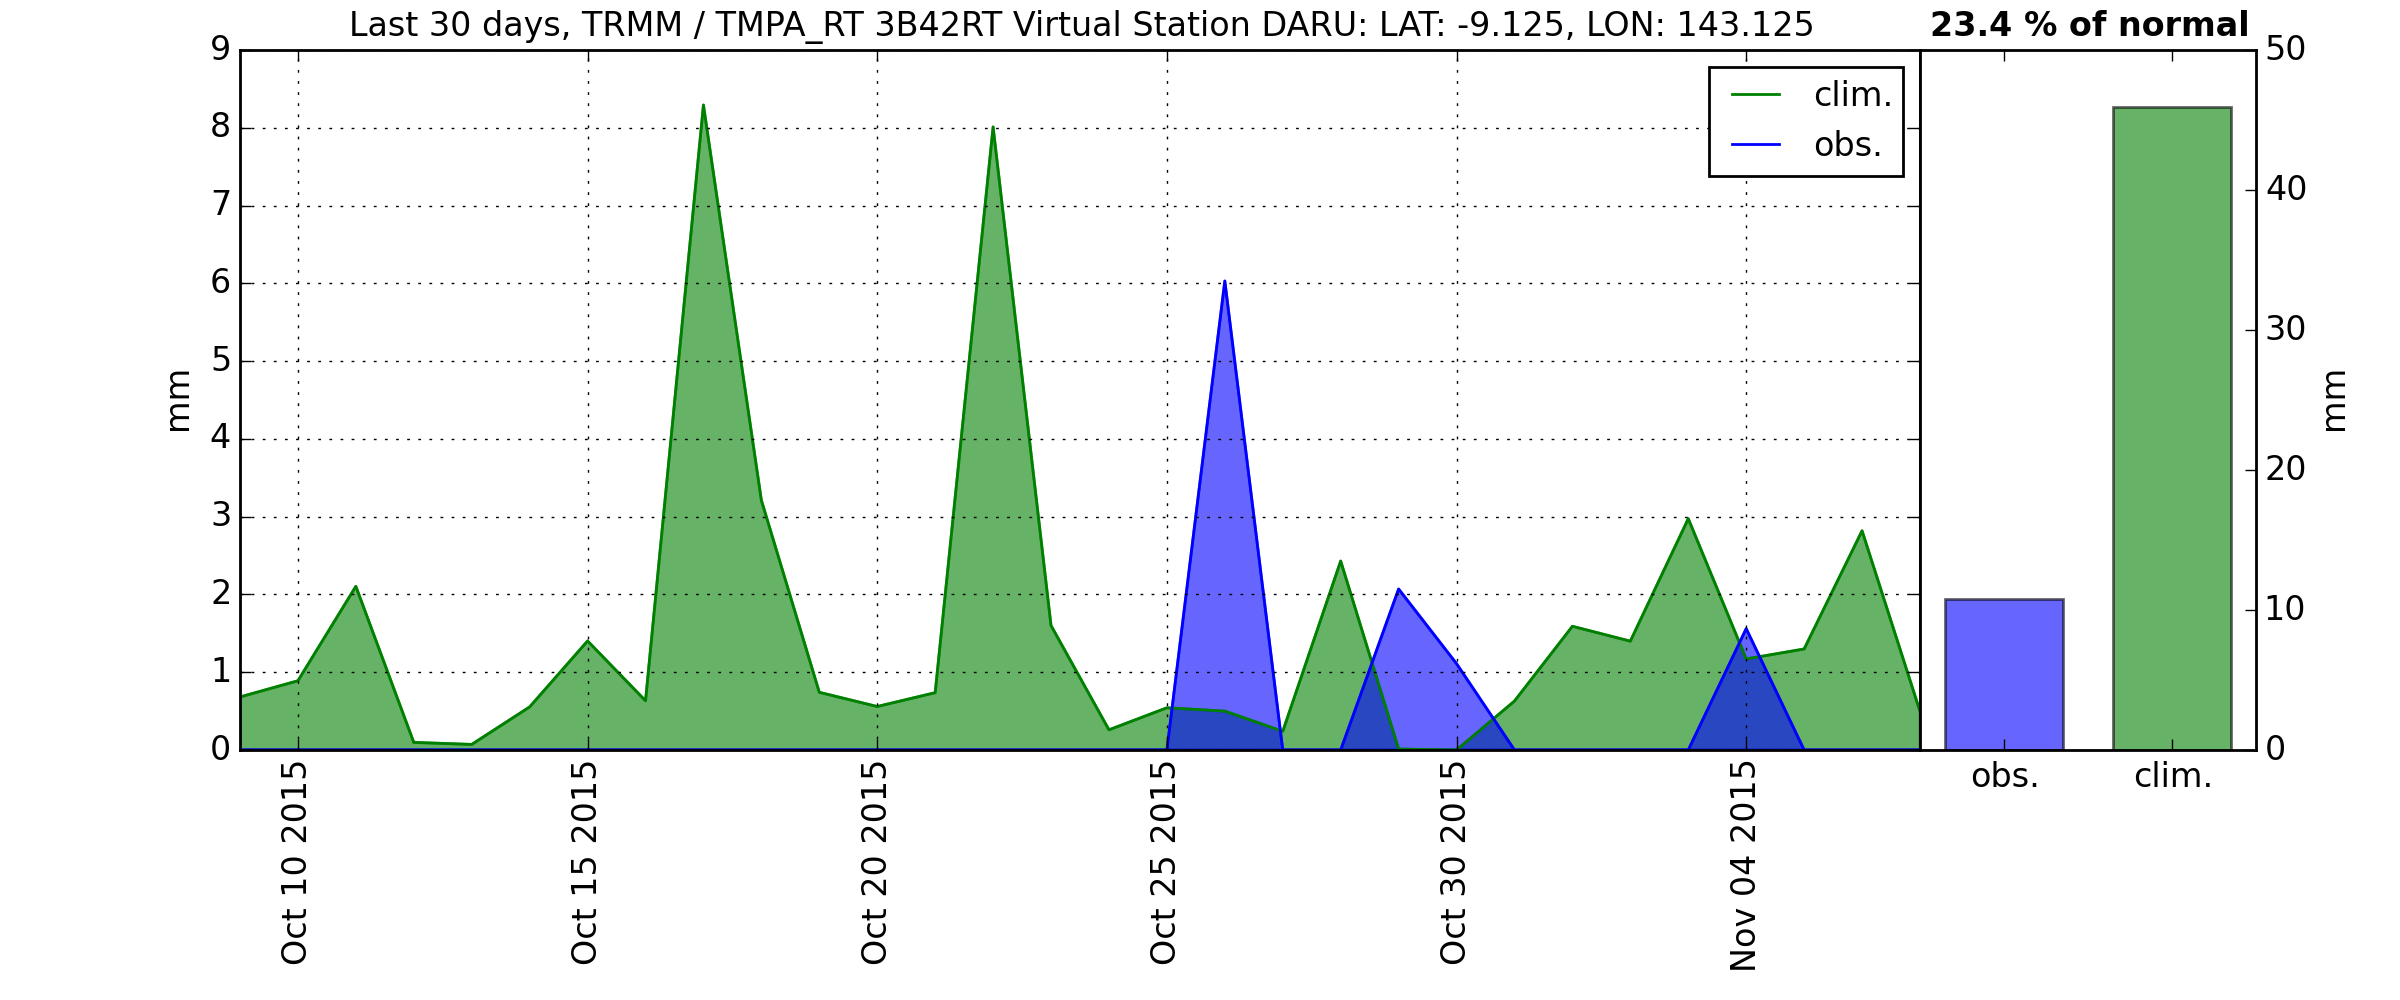 Last 30 days, TRMM / TMPA_RT 3B42RT Virtual Station DARU: LAT: -9.125, LON: 143.125
23.4 % of normal
9
8
7
6
5
4
3
2
1
0
mm
clim.
obs.
Oct 10 2015
Oct 15 2015
Oct 20 2015
Oct 25 2015
Oct 30 2015
Nov 04 2015
50
40
30
20
10
0
mm
obs.
clim.